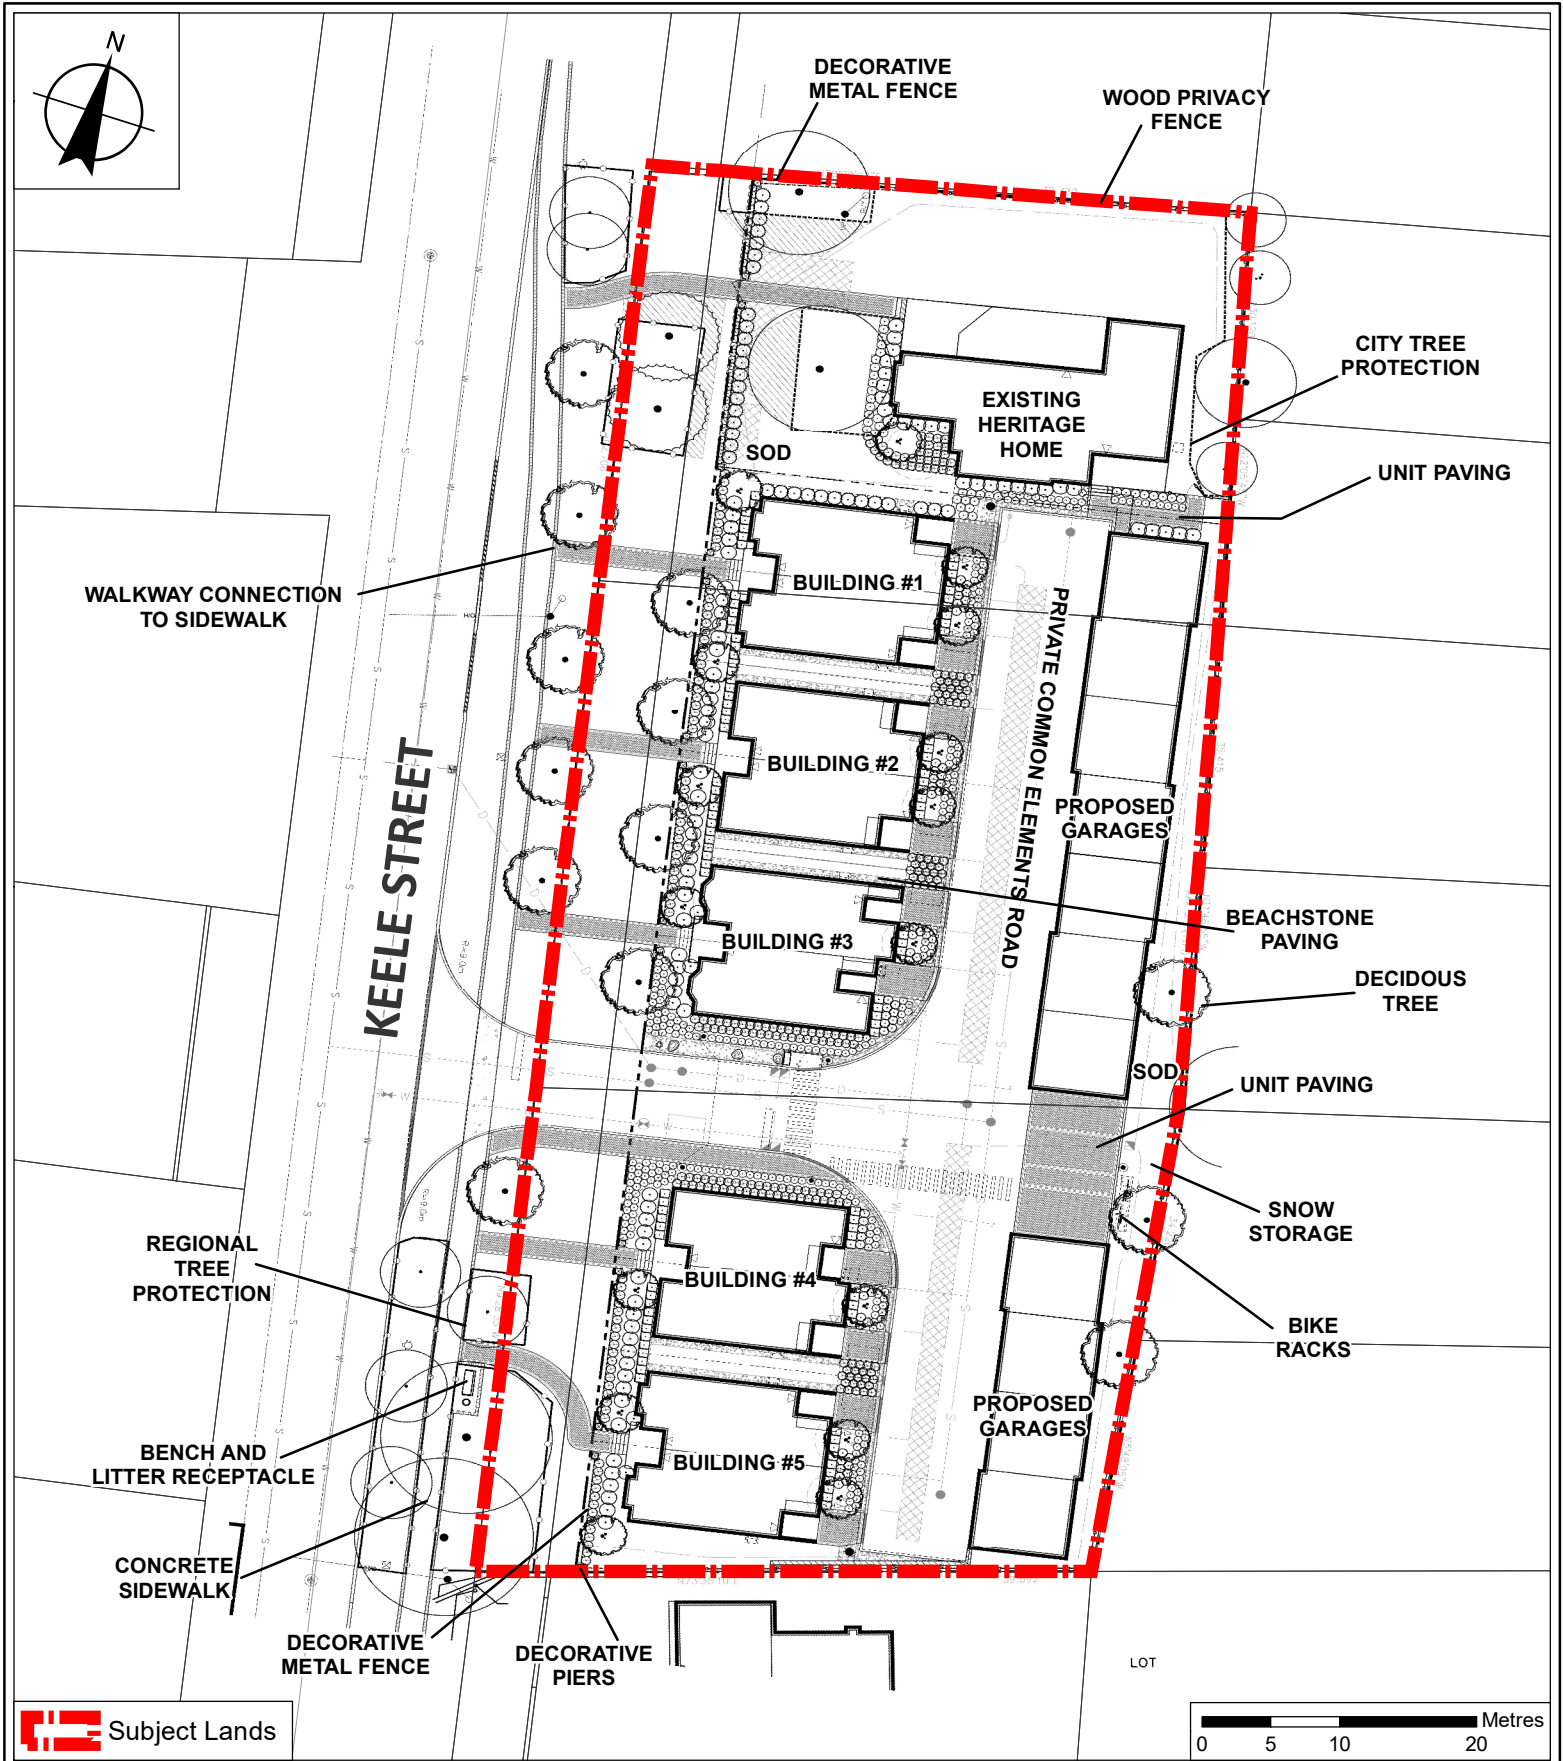 N
DECORATIVE
METAL FENCE
WOOD PRIVACY
FENCE
CITY TREE
PROTECTION
EXISTING
HERITAGE
HOME
SOD
UNIT PAVING
WALKWAY CONNECTION
TO SIDEWALK
BUILDING #1
PRIVATE COMMON ELEMENTS ROAD
BUILDING #2
PROPOSED
GARAGES
KEELE STREET
BUILDING #3
BEACHSTONE
PAVING
DECIDOUS
TREE
SOD
UNIT PAVING
SNOW
STORAGE
REGIONAL
TREE
PROTECTION
BUILDING #4
BIKE
RACKS
PROPOSED
GARAGES
BENCH AND
LITTER RECEPTACLE
BUILDING #5
CONCRETE
SIDEWALK
DECORATIVE
METAL FENCE
DECORATIVE
PIERS
LOT
Subject Lands
Metres
0 5 10 20